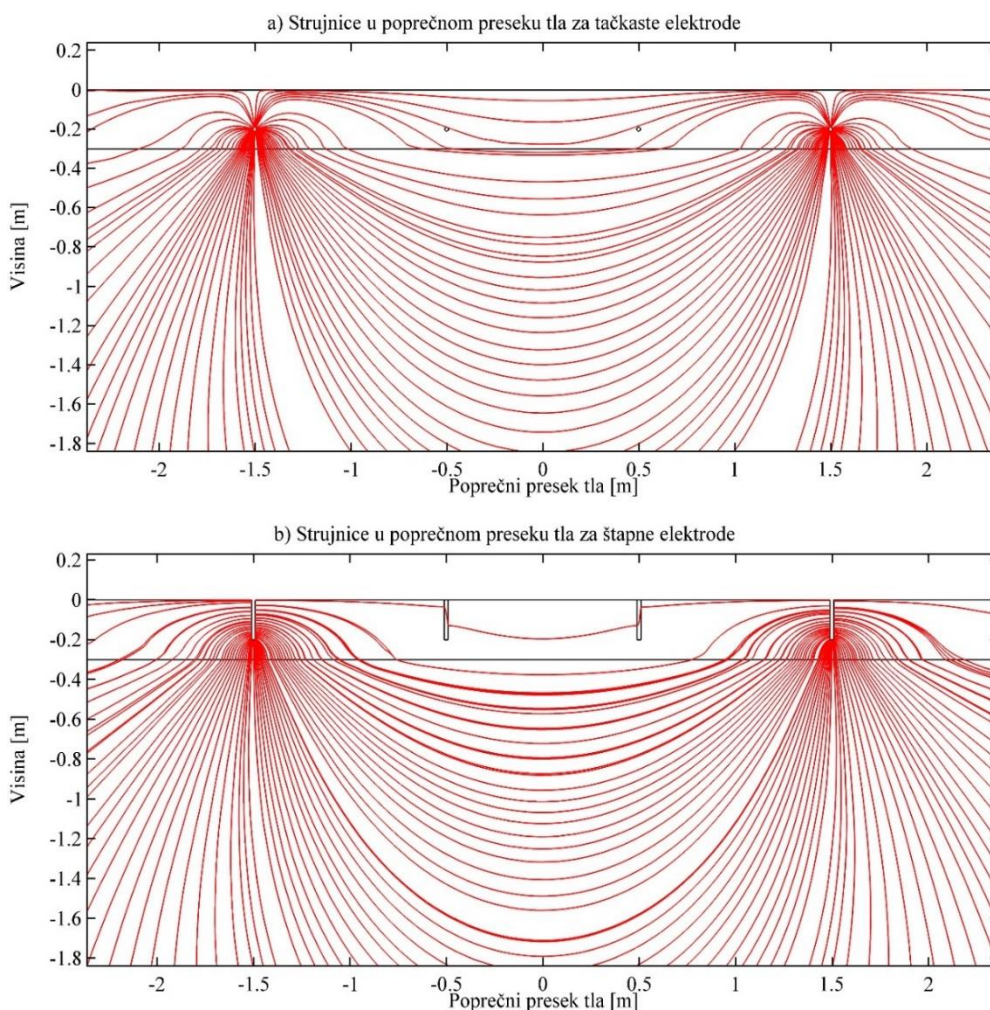 a) Strujnice u poprečnom preseku tla za tačkaste elektrode
0.2
0
-0.2
-0.4
-0.6
-0.8
-1
-1.2
-1.4
-1.6
-1.8
Visina [m]
-2 -1.5 -1 -0.5 0 0.5 1 1.5 2
Poprečni presek tla [m]
b) Strujnice u poprečnom preseku tla za štapne elektrode
0.2
0
-0.2
-0.4
-0.6
-0.8
-1
-1.2
-1.4
-1.6
-1.8
Visina [m]
-2 -1.5 -1 -0.5 0 0.5 1 1.5 2
Poprečni presek tla [m]